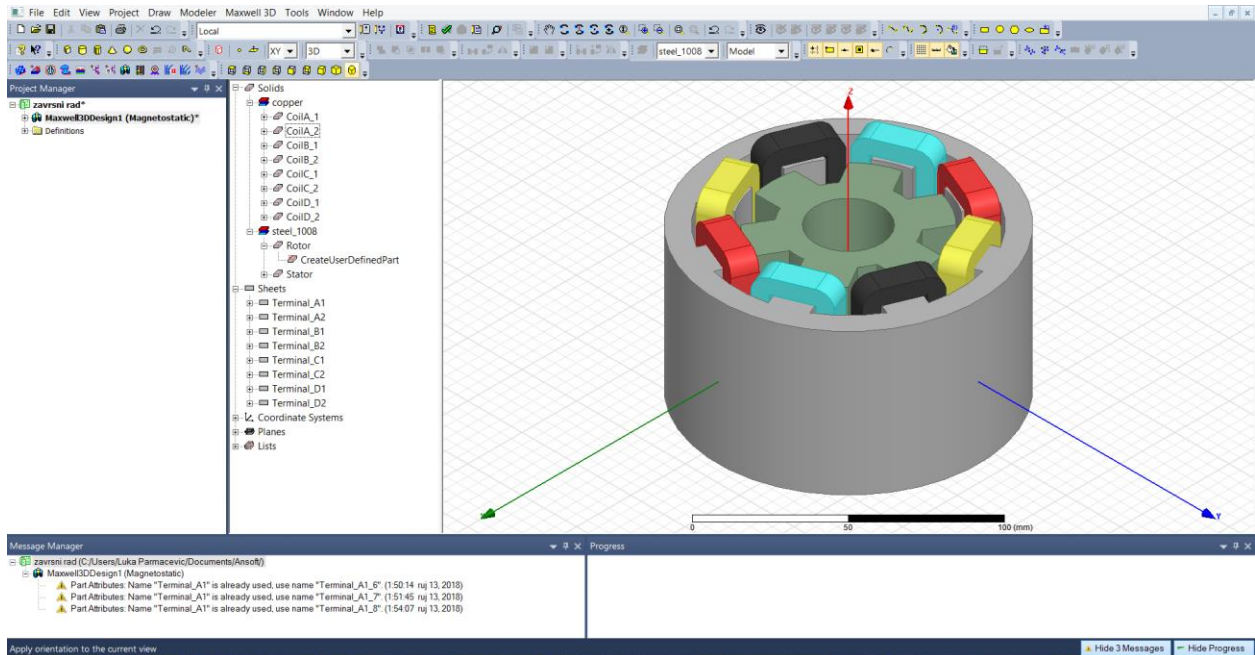 File Edit View Project Draw Modeler Maxwell 3D Tools Window Help
Local
XY 3D steel_1008 Model
Project Manager
zavrsni rad*
Maxwell3DDesign1 (Magnetostatic)*
Definitions
Solids
copper
CoilA_1
CoilA_2
CoilB_1
CoilB_2
CoilC_1
CoilC_2
CoilD_1
CoilD_2
steel_1008
Rotor
CreateUserDefinedPart
Stator
Sheets
Terminal_A1
Terminal_A2
Terminal_B1
Terminal_B2
Terminal_C1
Terminal_C2
Terminal_D1
Terminal_D2
Coordinate Systems
Planes
Lists
Z
X
Y
0 50 100 (mm)
Message Manager
zavrsni rad (C:/Users/Luka Parmacevic/Documents/Ansoft/)
Maxwell3DDesign1 (Magnetostatic)
Part Attributes: Name "Terminal_A1" is already used, use name "Terminal_A1_6". (1:50:14 ruj 13, 2018)
Part Attributes: Name "Terminal_A1" is already used, use name "Terminal_A1_7". (1:51:45 ruj 13, 2018)
Part Attributes: Name "Terminal_A1" is already used, use name "Terminal_A1_8". (1:54:07 ruj 13, 2018)
Progress
Apply orientation to the current view
Hide 3 Messages Hide Progress